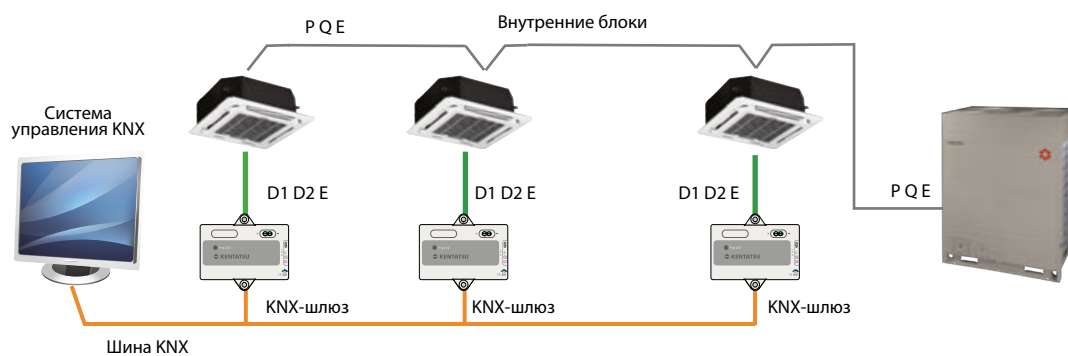 P Q E
Внутренние блоки
Система
управления KNX
D1 D2 E
D1 D2 E
D1 D2 E
P Q E
KENTATSU
KENTATSU
KENTATSU
KNX-шлюз
KNX-шлюз
KNX-шлюз
Шина KNX